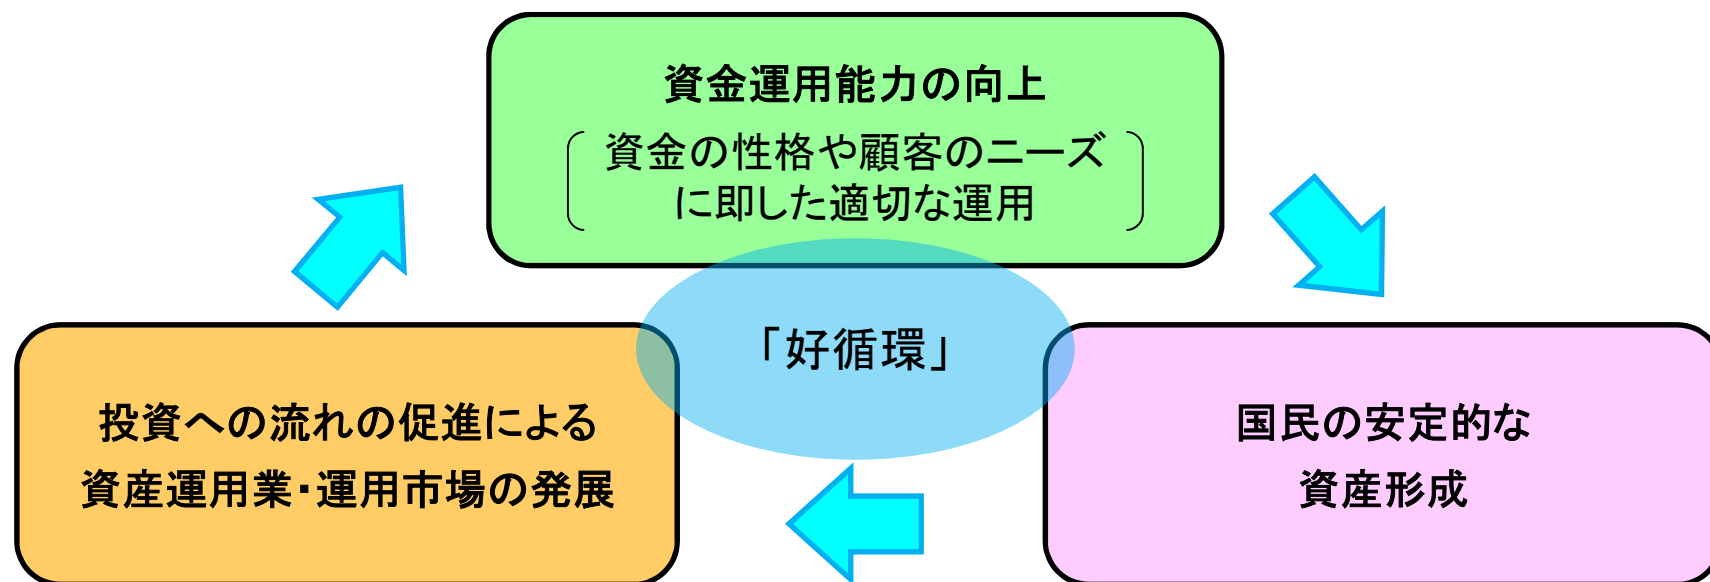 資金運用能力の向上
資金の性格や顧客のニーズ
に即した適切な運用
「好循環」
投資への流れの促進による
資産運用業・運用市場の発展
国民の安定的な
資産形成